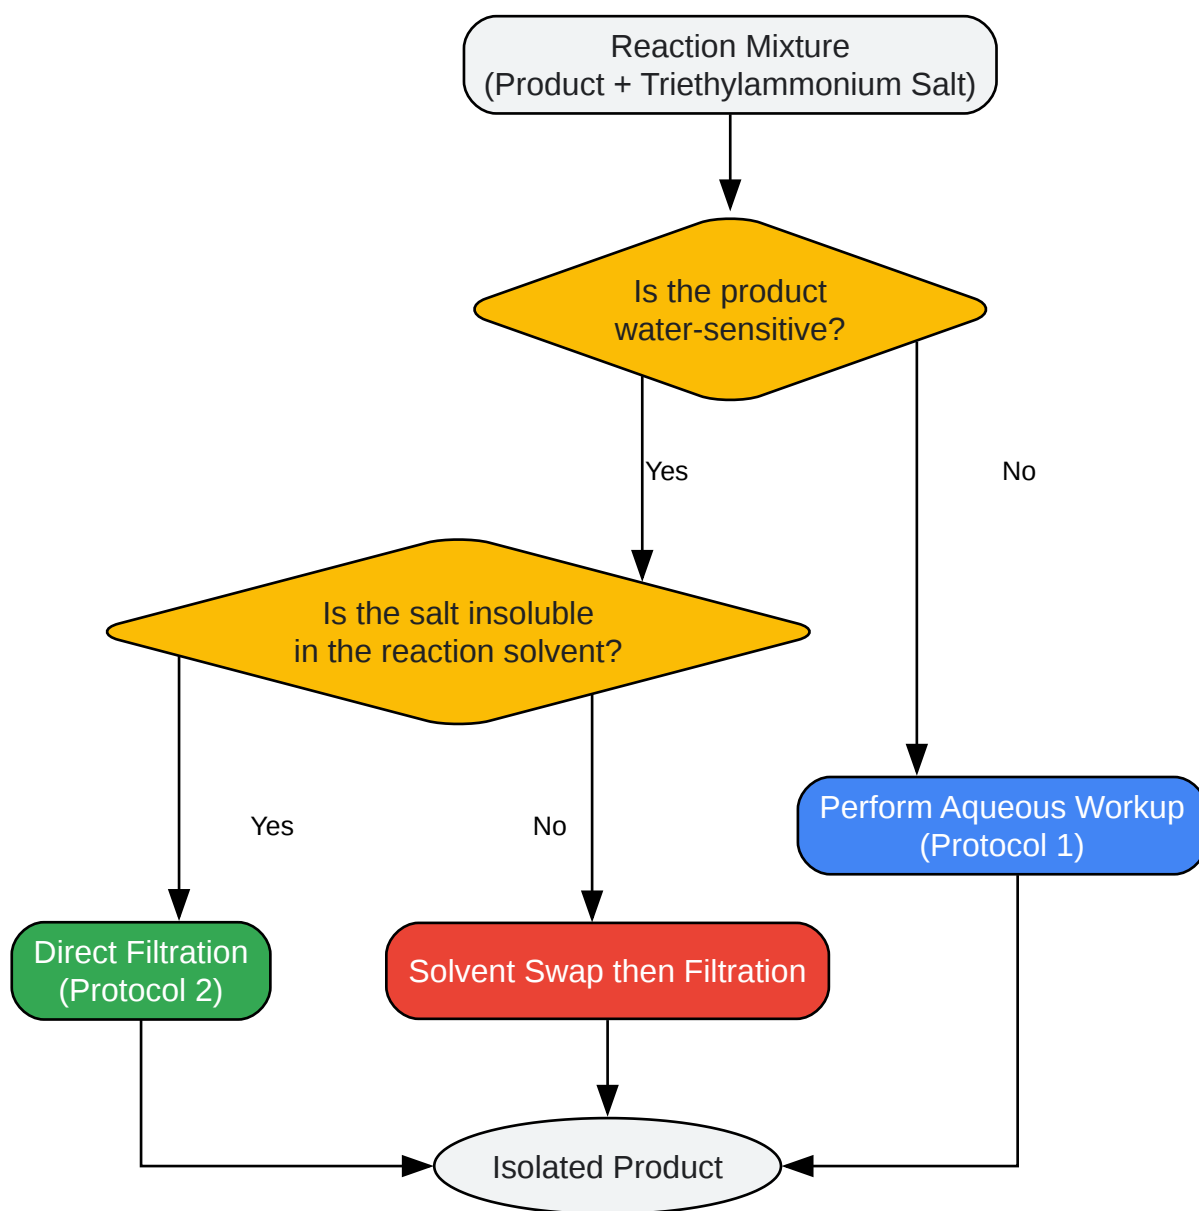 Reaction Mixture
(Product + Triethylammonium Salt)
Is the product
water-sensitive?
Yes
No
Is the salt insoluble
in the reaction solvent?
Yes
No
Perform Aqueous Workup
(Protocol 1)
Direct Filtration
(Protocol 2)
Solvent Swap then Filtration
Isolated Product